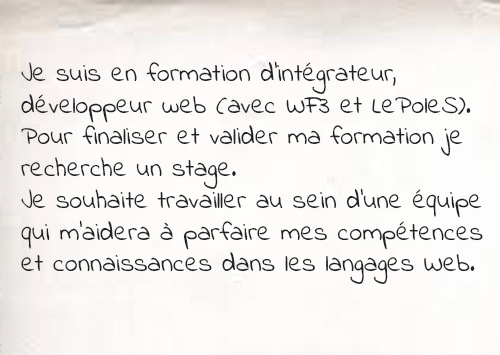 Je suis en formation d'intégrateur,
développeur web (avec WF3 et LePoleS).
Pour finaliser et valider ma formation je
recherche un stage.
Je souhaite travailler au sein d'une équipe
qui m'aidera à parfaire mes compétences
et connaissances dans les langages web.